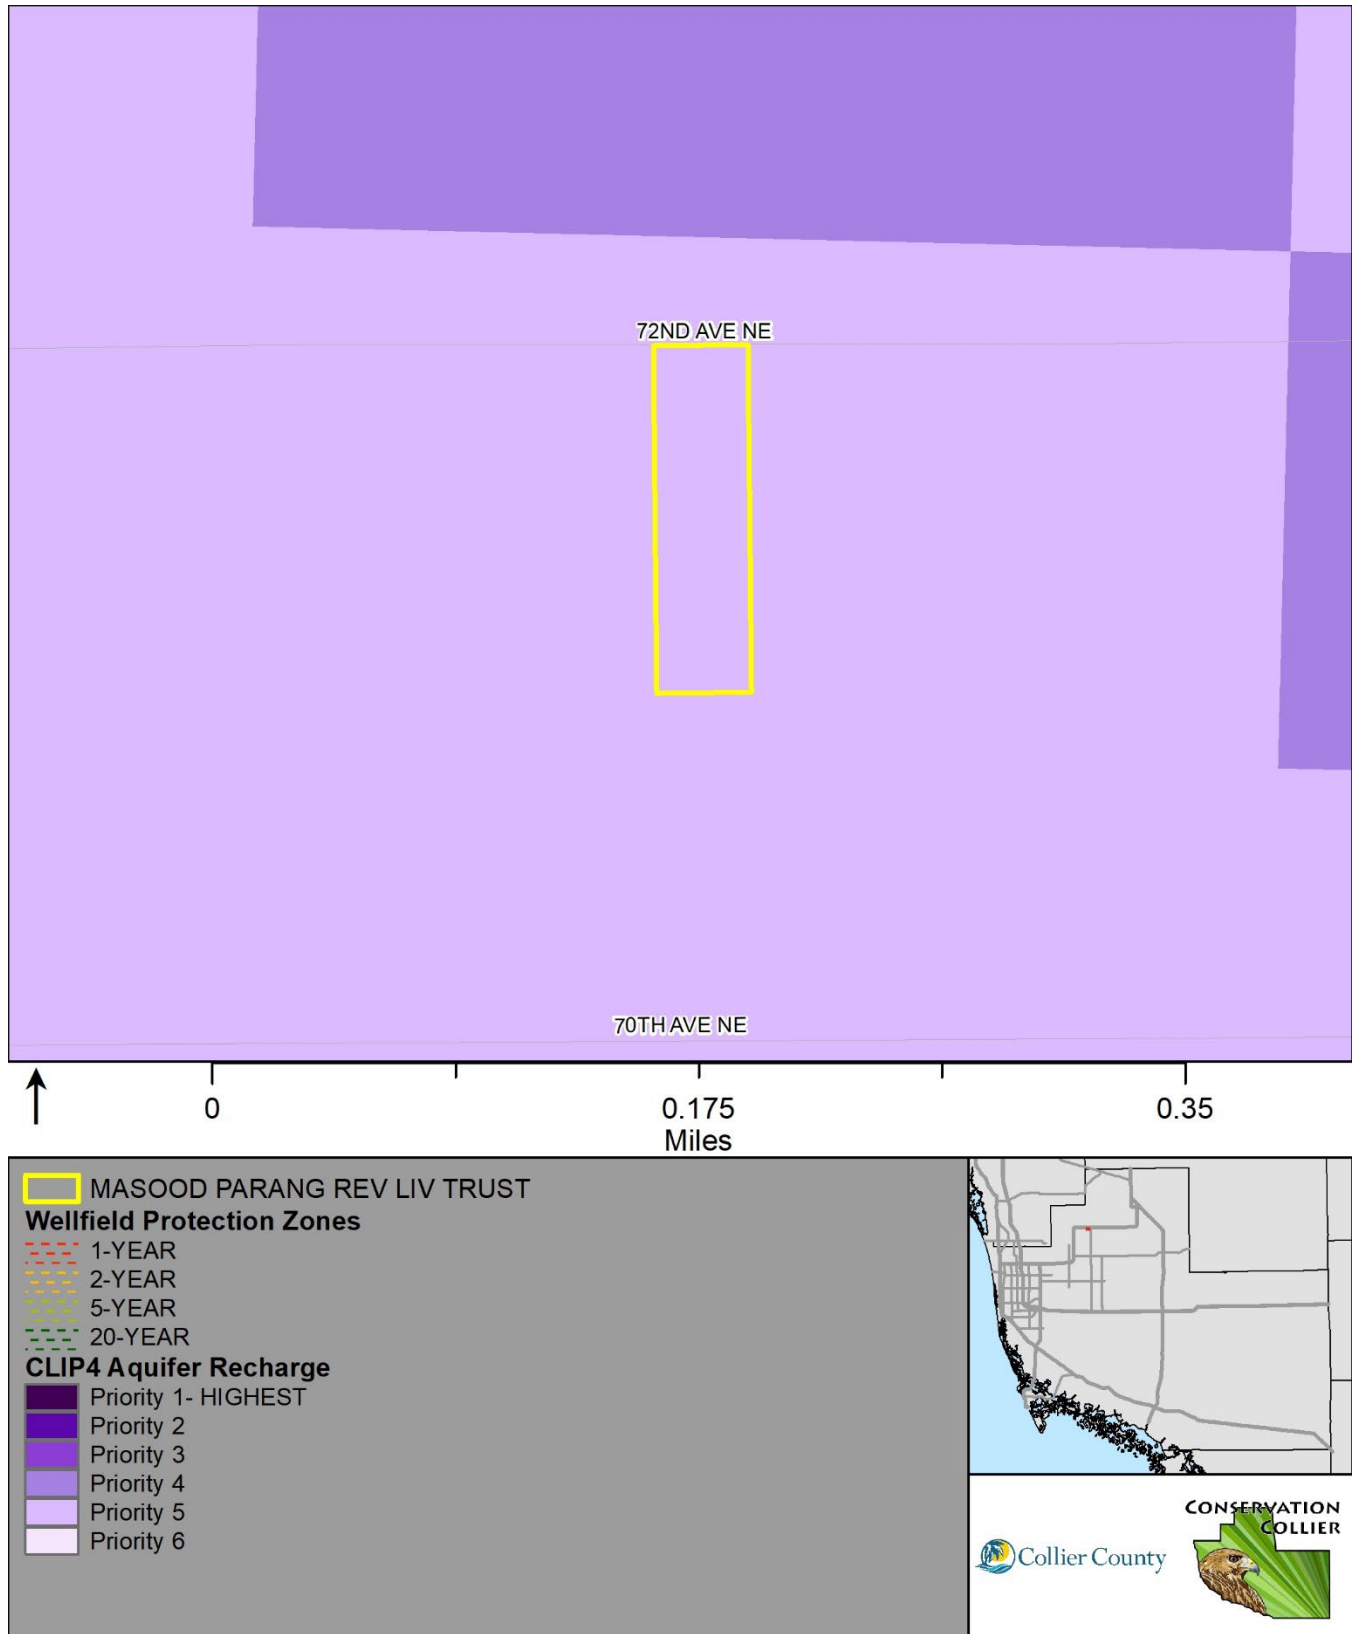 72ND AVE NE
70TH AVE NE
0 0.175 0.35
Miles
MASOOD PARANG REV LIV TRUST
Wellfield Protection Zones
1-YEAR
2-YEAR
5-YEAR
20-YEAR
CLIP4 Aquifer Recharge
Priority 1- HIGHEST
Priority 2
Priority 3
Priority 4
Priority 5
Priority 6
Collier County
CONSERVATION
COLLIER